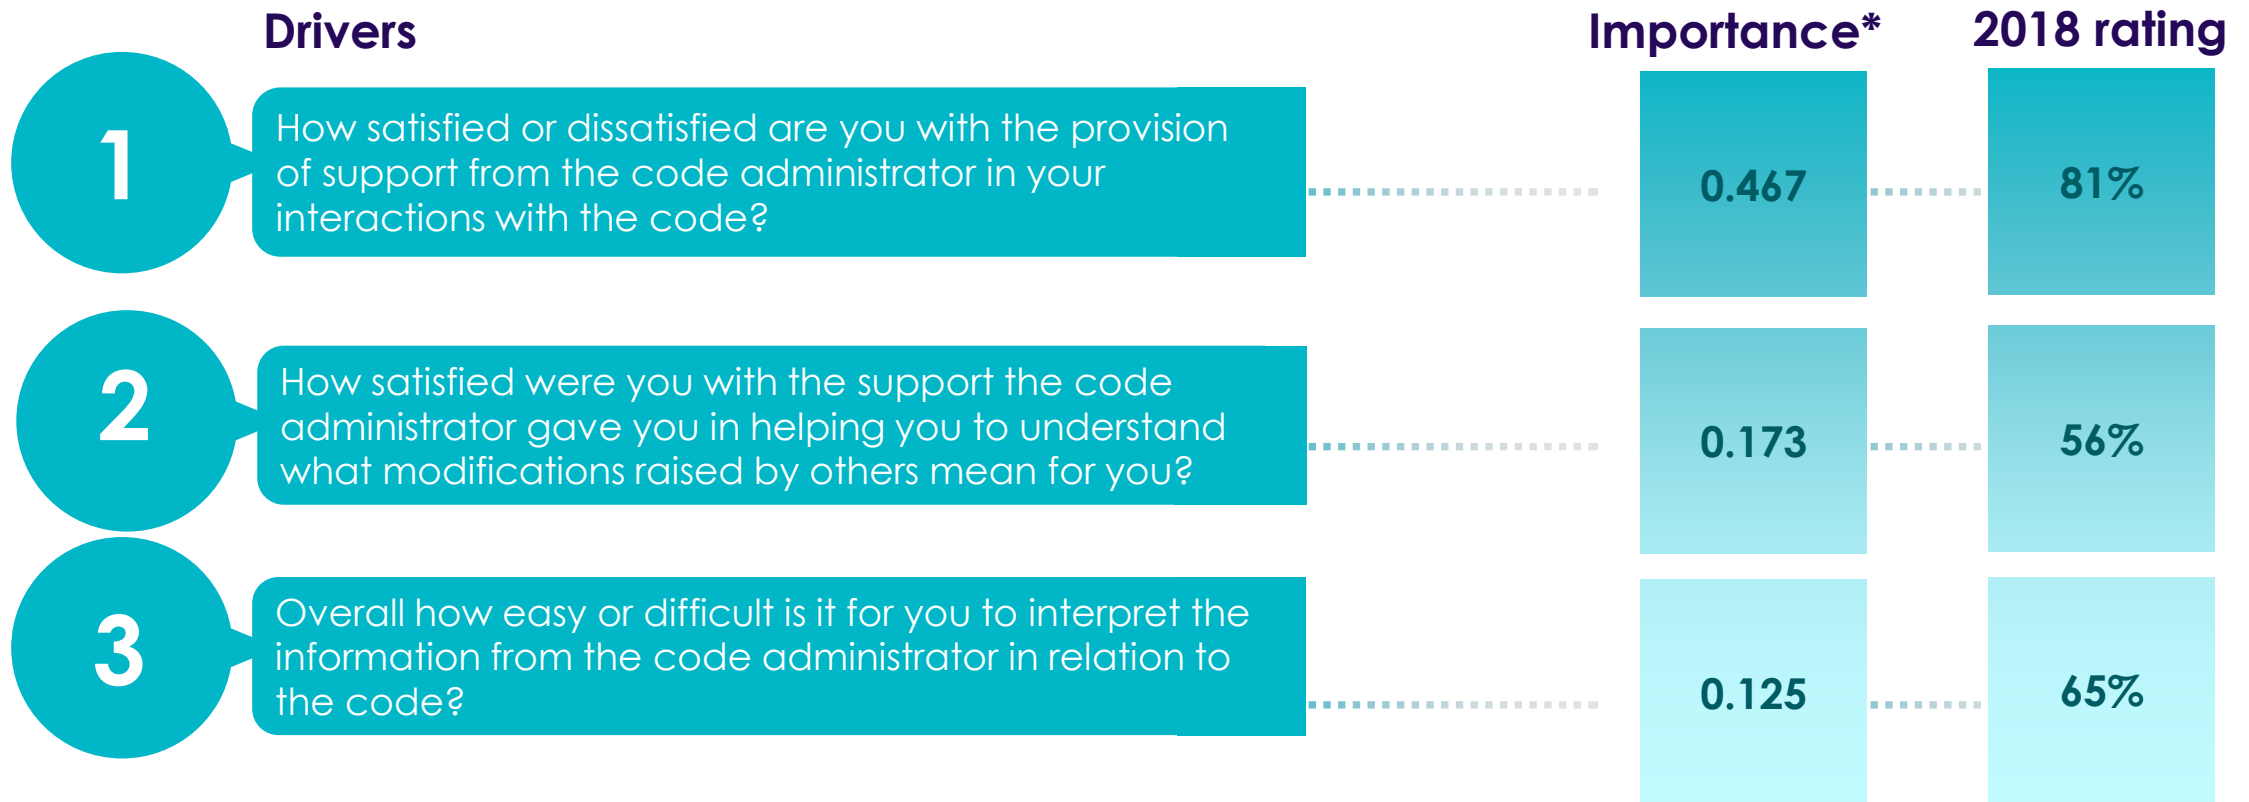 Drivers
Importance*
2018 rating
1
How satisfied or dissatisfied are you with the provision
of support from the code administrator in your
interactions with the code?
0.467
81%
2
How satisfied were you with the support the code
administrator gave you in helping you to understand
what modifications raised by others mean for you?
0.173
56%
3
Overall how easy or difficult is it for you to interpret the
information from the code administrator in relation to
the code?
0.125
65%